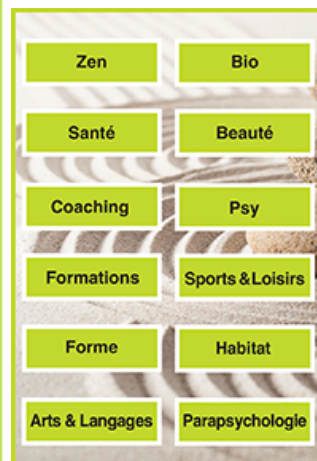 Zen
Bio
Santé
Beauté
Coaching
Psy
Formations
Sports & Loisirs
Forme
Habitat
Arts & Langages
Parapsychologie